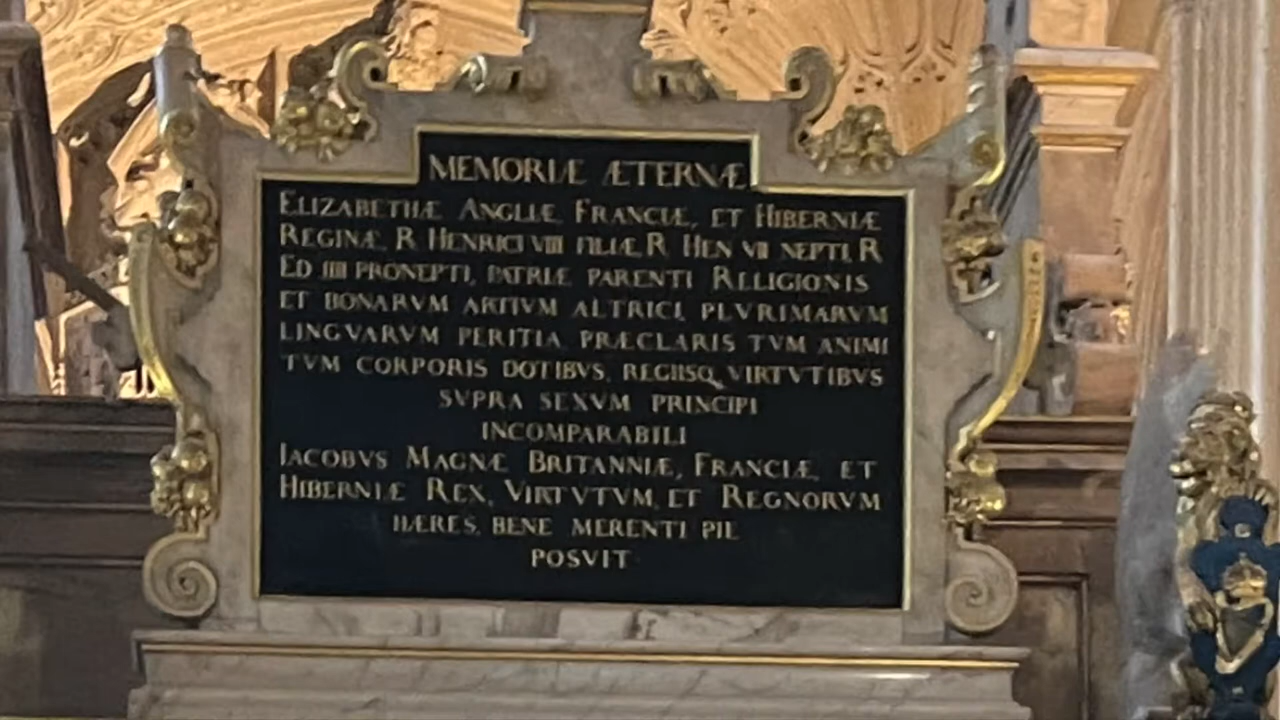 MEMORIÆ ÆTERNÆ
ELIZABETHÆ ANGLIÆ FRANCIÆ, ET HIBERNIÆ
REGINÆ, R HENRICI VIII FILIÆ, R HEN VII NEPTI, R
ED IIII PRONEPTI, PATRIÆ PARENTI RELIGIONIS
ET BONARVM ARTIVM ALTRICI, PLVRIMARVM
LINGVARVM PERITIA PRÆCLARIS TVM ANIMI
TVM CORPORIS DOTIBVS, REGIISQ VIRTVTIBVS
SVPRA SEXVM PRINCIPI
INCOMPARABILI
IACOBVS MAGNÆ BRITANNIÆ, FRANCIÆ, ET
HIBERNIÆ REX, VIRTVTVM, ET REGNORVM
HÆRES, BENE MERENTI PIE
POSVIT